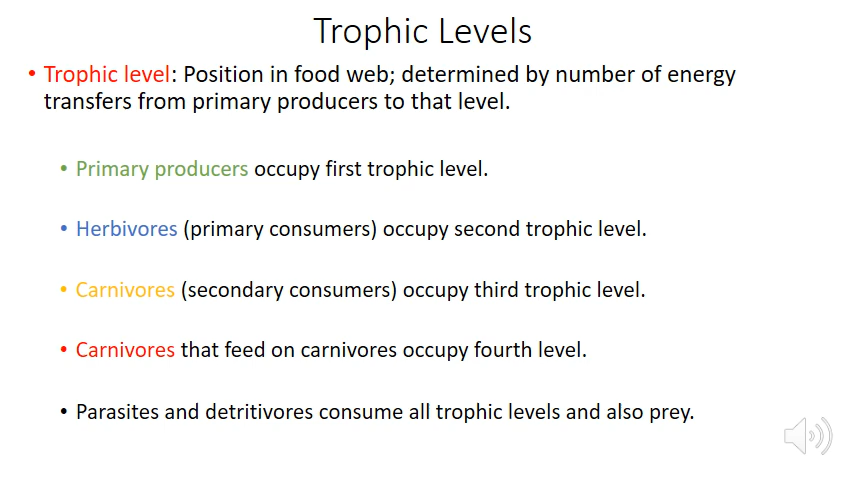 Trophic Levels
• Trophic level: Position in food web; determined by number of energy
transfers from primary producers to that level.
• Primary producers occupy first trophic level.
• Herbivores (primary consumers) occupy second trophic level.
• Carnivores (secondary consumers) occupy third trophic level.
• Carnivores that feed on carnivores occupy fourth level.
• Parasites and detritivores consume all trophic levels and also prey.